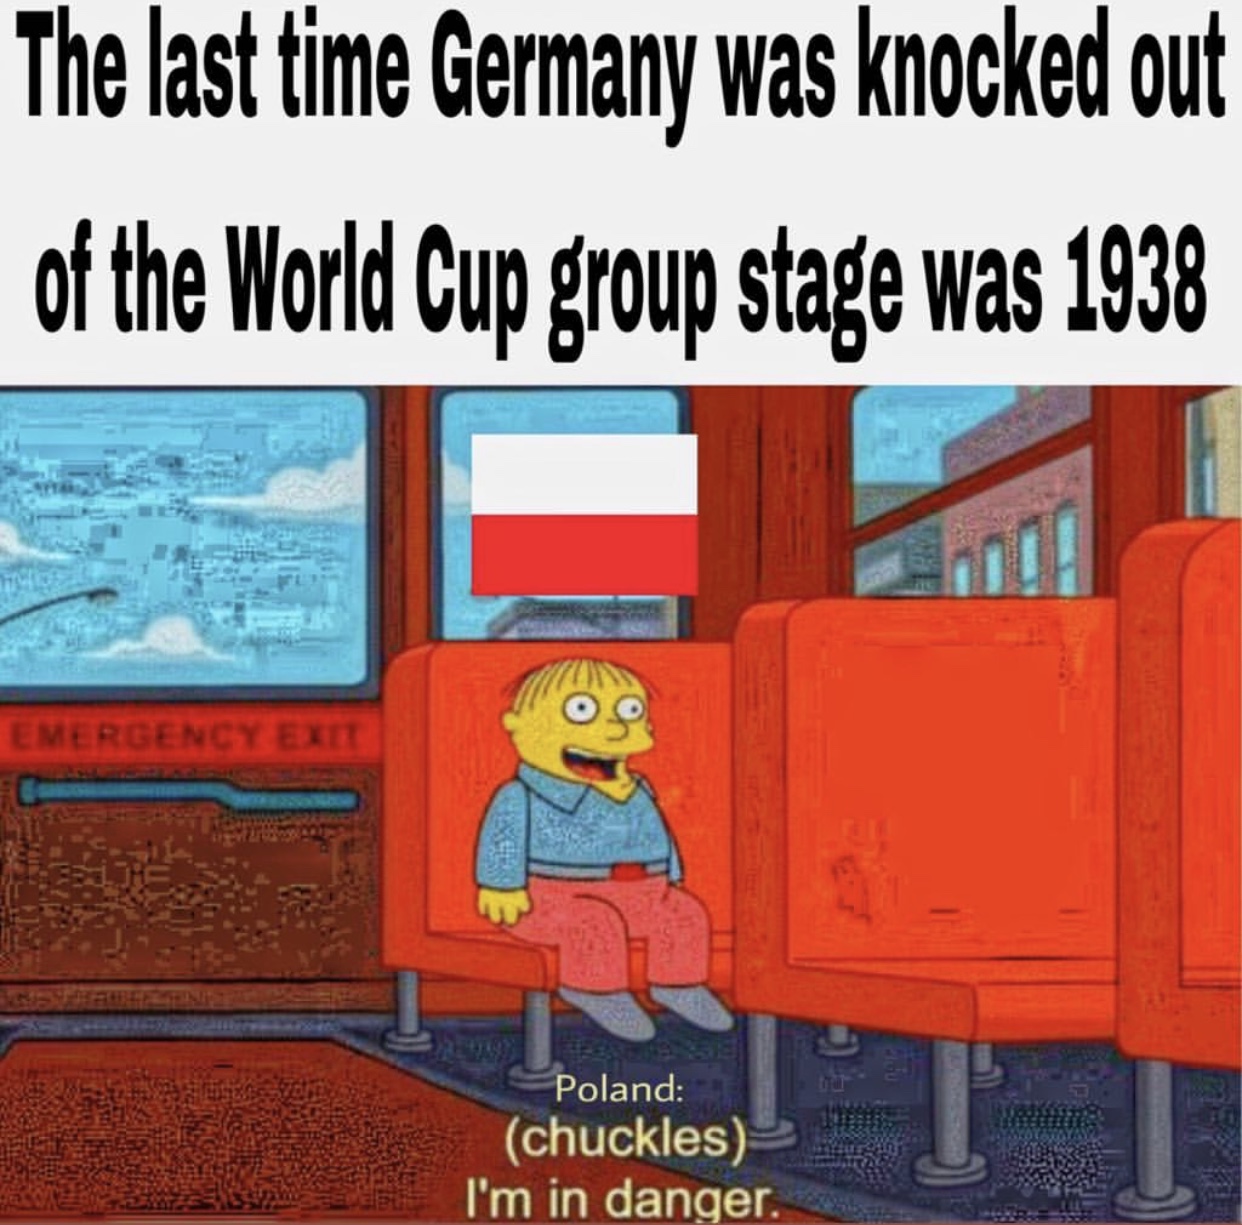 The last time Germany was knocked out
of the World Cup group stage was 1938
EMERGENCY EXIT
Poland:
(chuckles)
I'm in danger.